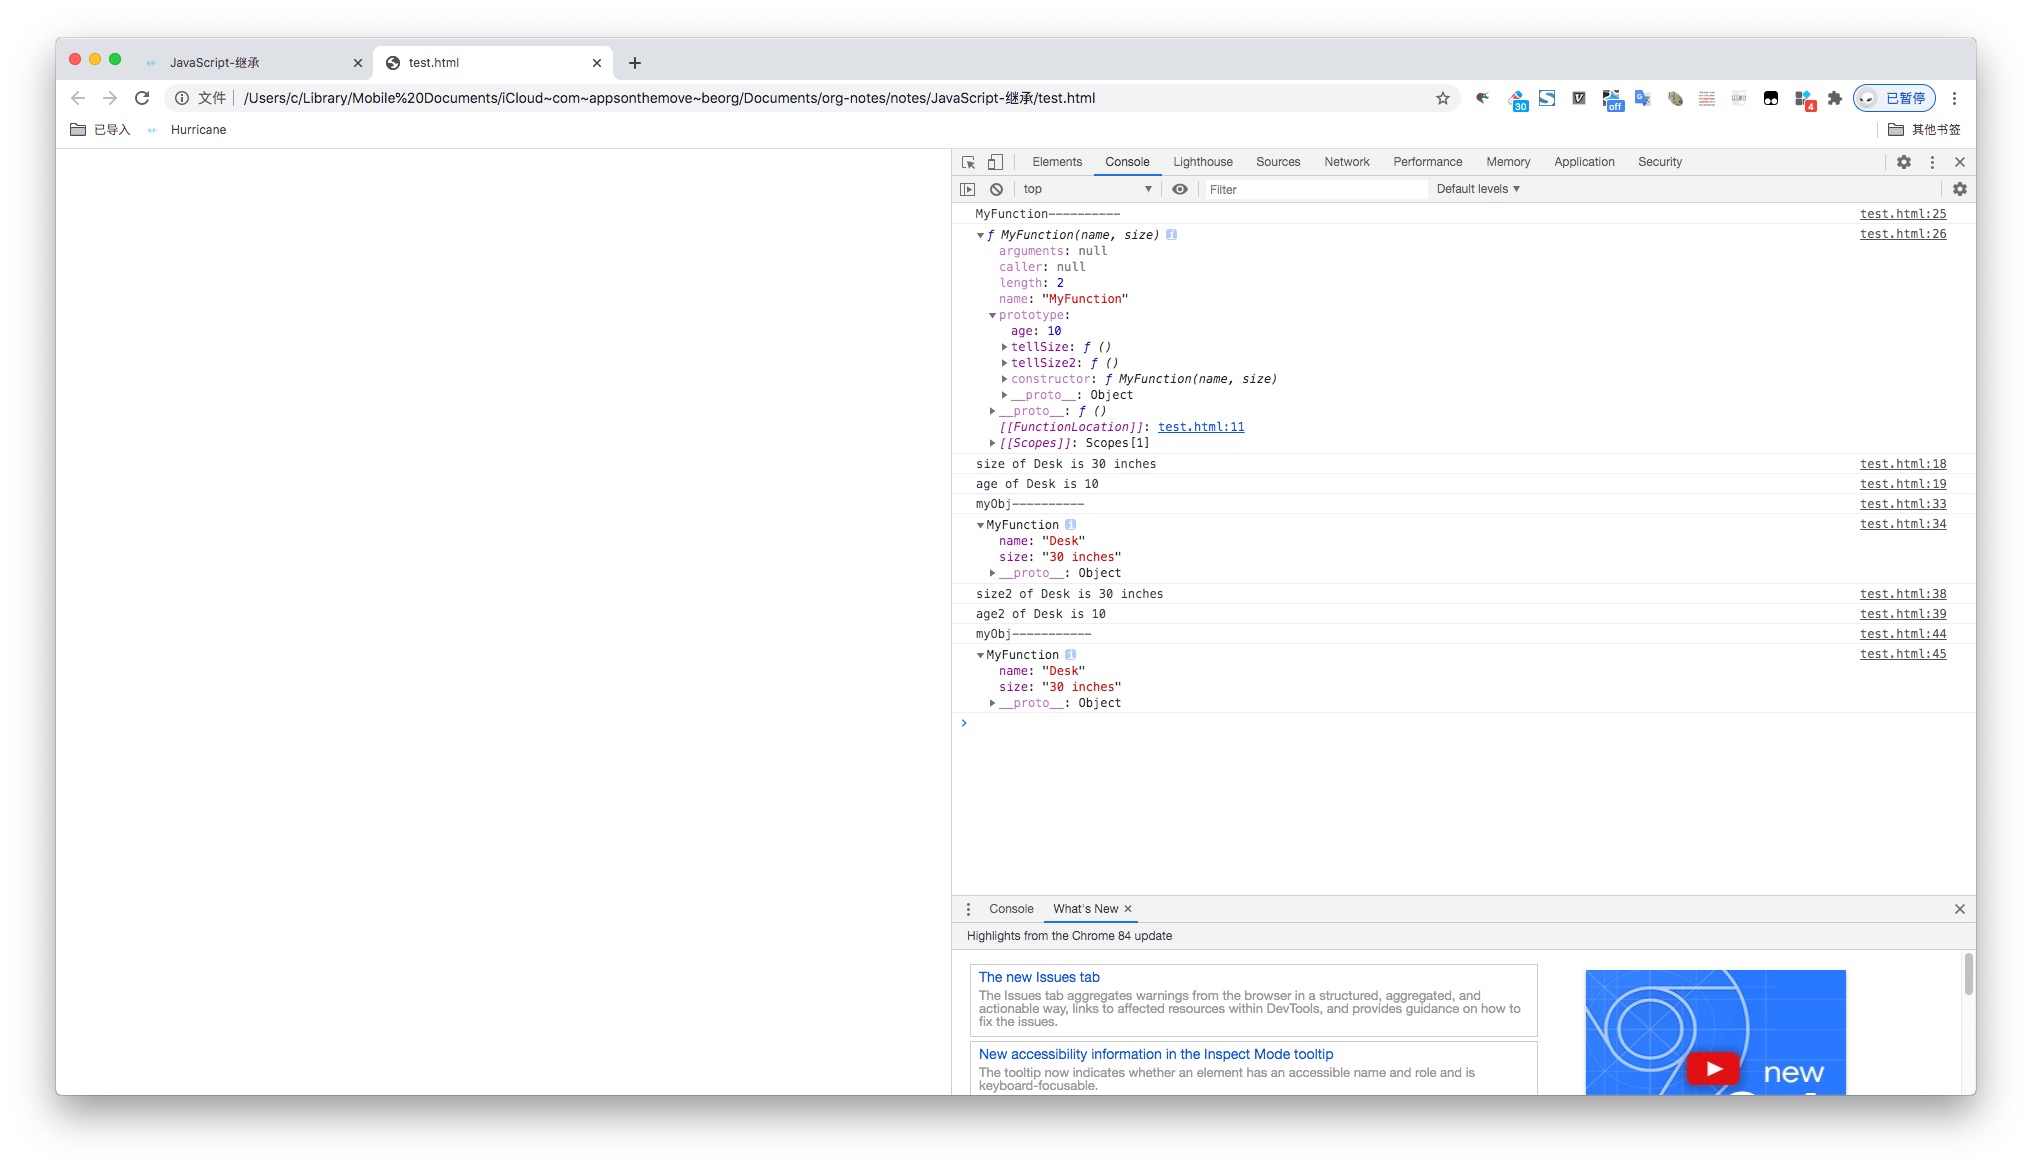 JavaScript-继承
test.html
文件
/Users/c/Library/Mobile%20Documents/iCloud~com~appsonthemove~beorg/Documents/org-notes/notes/JavaScript-继承/test.html
30
off
4
已暂停
已导入
Hurricane
其他书签
Elements Console Lighthouse Sources Network Performance Memory Application Security
top
Filter
Default levels
MyFunction---------- test.html:25
ƒ MyFunction(name, size) test.html:26
arguments: null
caller: null
length: 2
name: "MyFunction"
prototype:
age: 10
tellSize: ƒ ()
tellSize2: ƒ ()
constructor: ƒ MyFunction(name, size)
__proto__: Object
__proto__: ƒ ()
[[FunctionLocation]]: test.html:11
[[Scopes]]: Scopes[1]
size of Desk is 30 inches test.html:18
age of Desk is 10 test.html:19
myObj---------- test.html:33
MyFunction test.html:34
name: "Desk"
size: "30 inches"
__proto__: Object
size2 of Desk is 30 inches test.html:38
age2 of Desk is 10 test.html:39
myObj----------- test.html:44
MyFunction test.html:45
name: "Desk"
size: "30 inches"
__proto__: Object
Console What's New
Highlights from the Chrome 84 update
The new Issues tab
The Issues tab aggregates warnings from the browser in a structured, aggregated, and
actionable way, links to affected resources within DevTools, and provides guidance on how to
fix the issues.
New accessibility information in the Inspect Mode tooltip
The tooltip now indicates whether an element has an accessible name and role and is
keyboard-focusable.
new